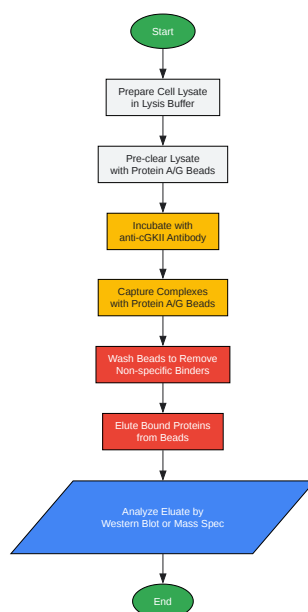 Start
Prepare Cell Lysate
in Lysis Buffer
Pre-clear Lysate
with Protein A/G Beads
Incubate with
anti-cGKII Antibody
Capture Complexes
with Protein A/G Beads
Wash Beads to Remove
Non-specific Binders
Elute Bound Proteins
from Beads
Analyze Eluate by
Western Blot or Mass Spec
End